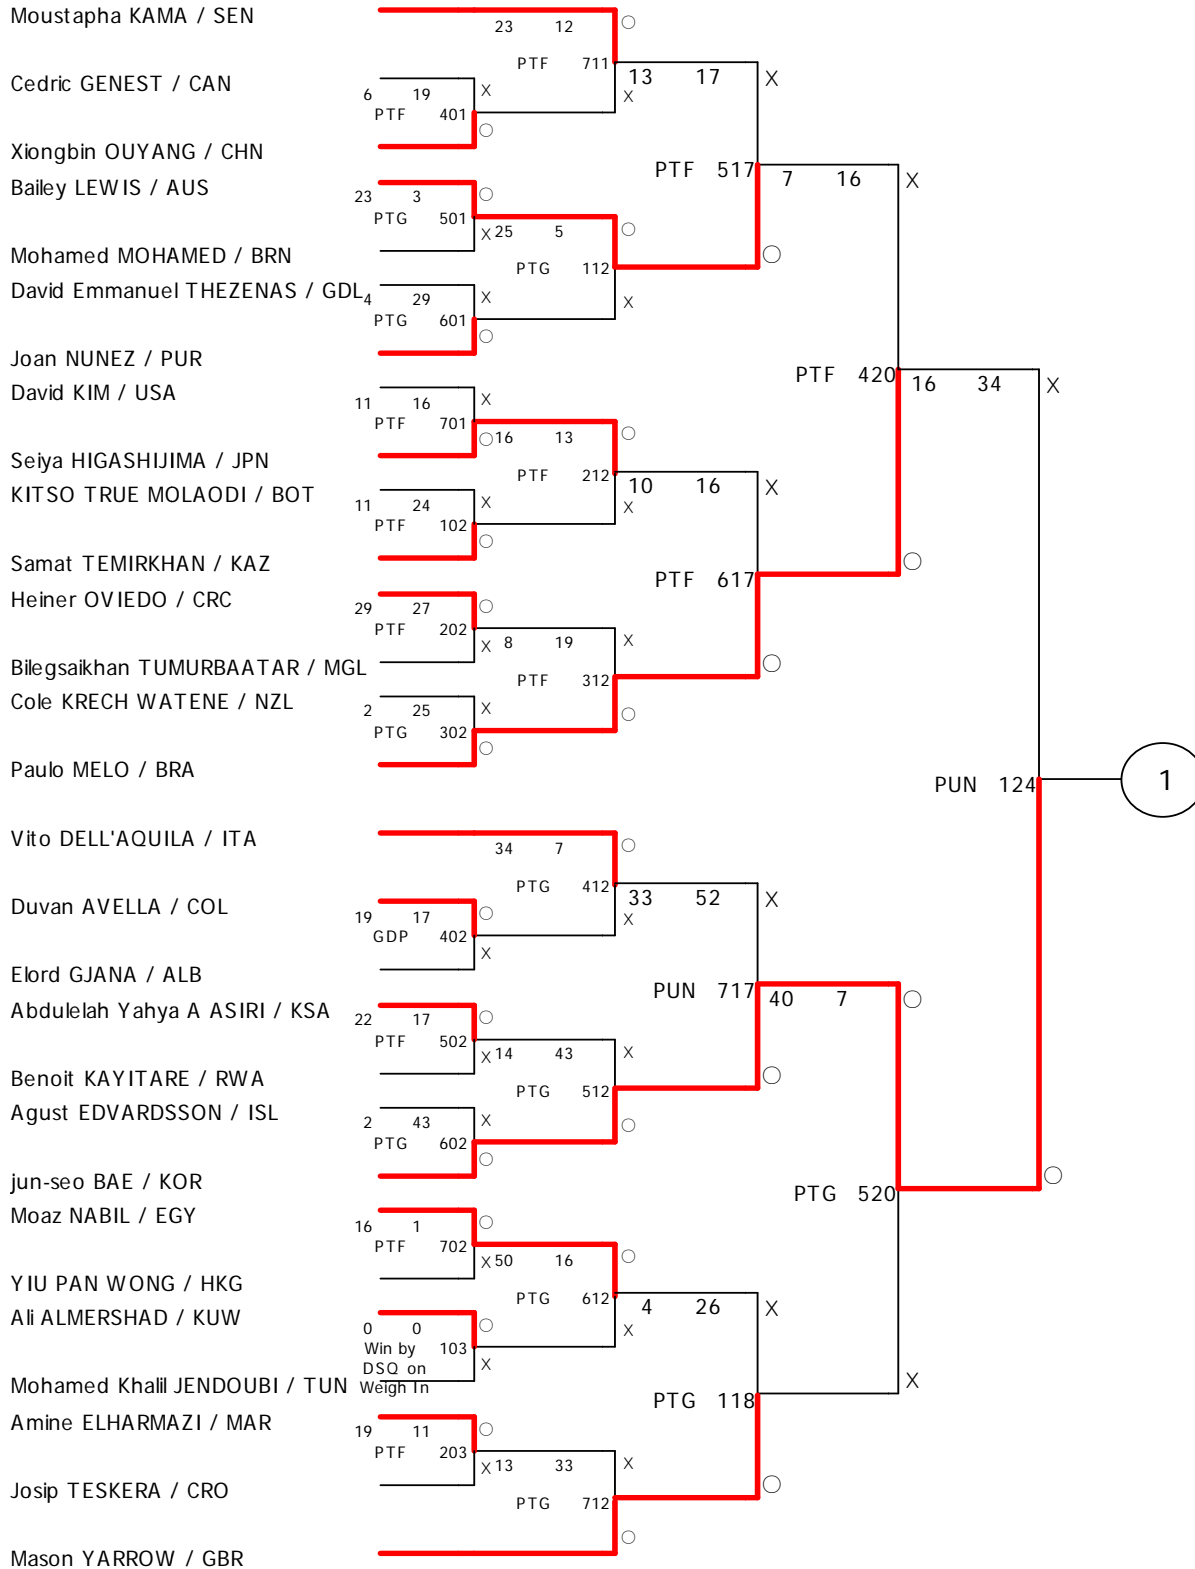 Moustapha KAMA / SEN
23 12
PTF 711
○
13 17
X
Cedric GENEST / CAN
6 19
PTF 401
X
X
○
Xiongbin OUYANG / CHN
PTF 517
7 16
X
Bailey LEWIS / AUS
23 3
PTG 501
○
X
25 5
PTG 112
○
○
Mohamed MOHAMED / BRN
David Emmanuel THEZENAS / GDL
4 29
PTG 601
X
X
○
Joan NUNEZ / PUR
PTF 420
16 34
X
David KIM / USA
11 16
PTF 701
X
○
16 13
PTF 212
○
Seiya HIGASHIJIMA / JPN
10 16
X
KITSO TRUE MOLAODI / BOT
11 24
PTF 102
X
X
○
Samat TEMIRKHAN / KAZ
PTF 617
○
Heiner OVIEDO / CRC
29 27
PTF 202
○
X
8 19
PTF 312
X
○
Bilegsaikhan TUMURBAATAR / MGL
Cole KRECH WATENE / NZL
2 25
PTG 302
X
○
○
Paulo MELO / BRA
PUN 124
1
Vito DELL'AQUILA / ITA
34 7
PTG 412
○
33 52
X
Duvan AVELLA / COL
19 17
GDP 402
○
X
X
Elord GJANA / ALB
PUN 717
40 7
○
Abdulelah Yahya A ASIRI / KSA
22 17
PTF 502
○
X
14 43
PTG 512
X
○
Benoit KAYITARE / RWA
Agust EDVARDSSON / ISL
2 43
PTG 602
X
○
○
jun-seo BAE / KOR
PTG 520
○
Moaz NABIL / EGY
16 1
PTF 702
○
X
50 16
PTG 612
○
YIU PAN WONG / HKG
4 26
X
Ali ALMERSHAD / KUW
0 0
Win by 103
DSQ on
Weigh In
○
X
X
Mohamed Khalil JENDOUBI / TUN
PTG 118
X
Amine ELHARMAZI / MAR
19 11
PTF 203
○
X
13 33
PTG 712
X
○
Josip TESKERA / CRO
○
Mason YARROW / GBR